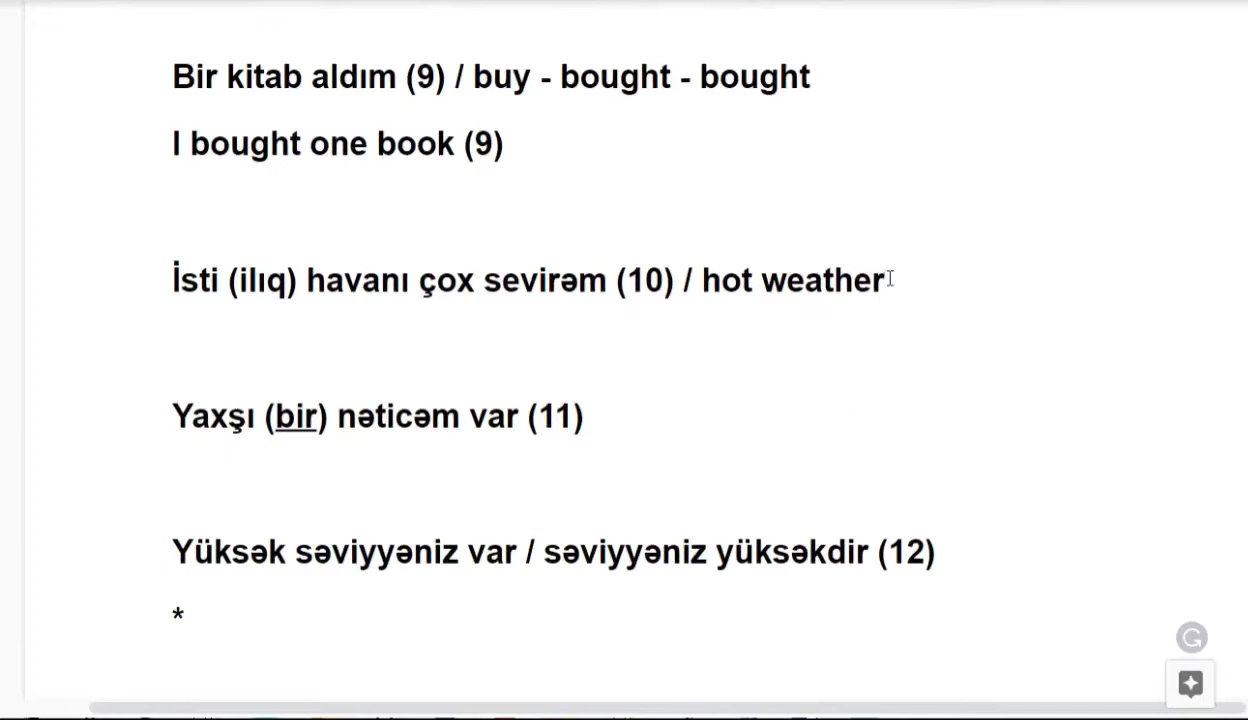 Bir kitab aldım (9) / buy - bought - bought
I bought one book (9)
İsti (ilıq) havanı çox sevirəm (10) / hot weather
Yaxşı (bir) nəticəm var (11)
Yüksək səviyyəniz var / səviyyəniz yüksəkdir (12)
*